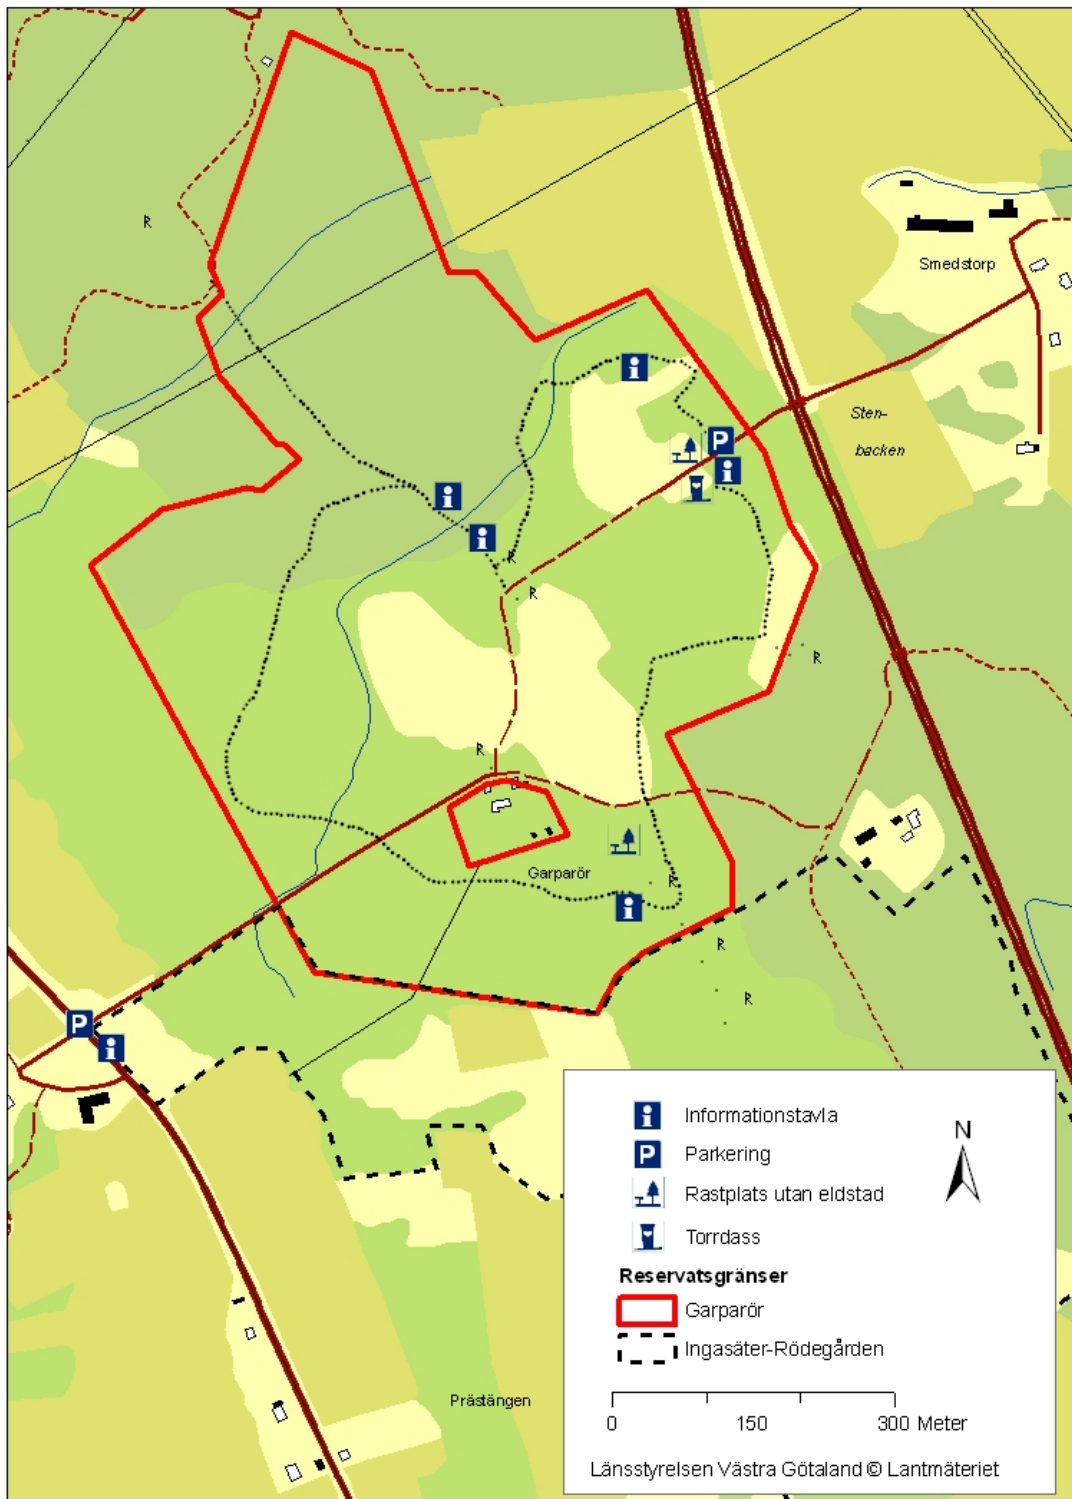 R
Smedstorp
Sten-
backen
R
R
R
R
Garparör
R
R
R
Prästängen
Informationstavla
Parkering
Rastplats utan eldstad
Torrdass
Reservatsgränser
Garparör
Ingasäter-Rödegården
N
0 150 300 Meter
Länsstyrelsen Västra Götaland © Lantmäteriet
i
P
i
i
i
i
P
i
i
P